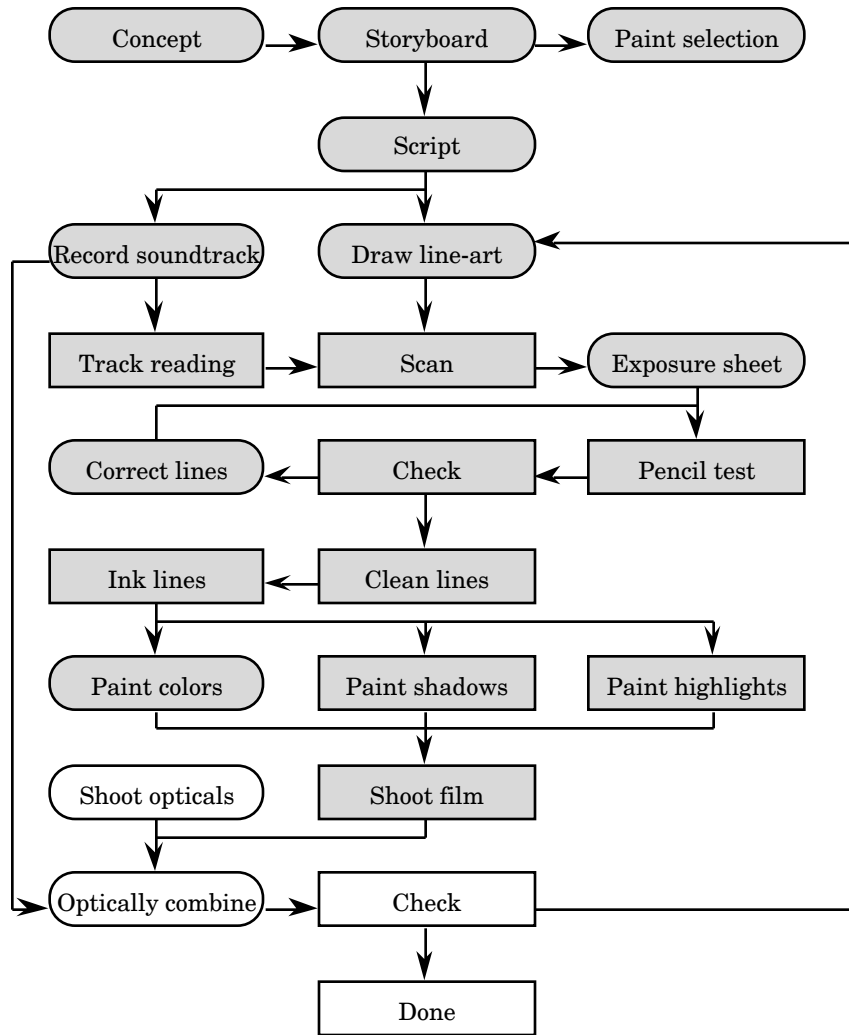 Concept
Storyboard
Paint selection
Script
Record soundtrack
Draw line-art
Track reading
Scan
Exposure sheet
Correct lines
Check
Pencil test
Ink lines
Clean lines
Paint colors
Paint shadows
Paint highlights
Shoot opticals
Shoot film
Optically combine
Check
Done